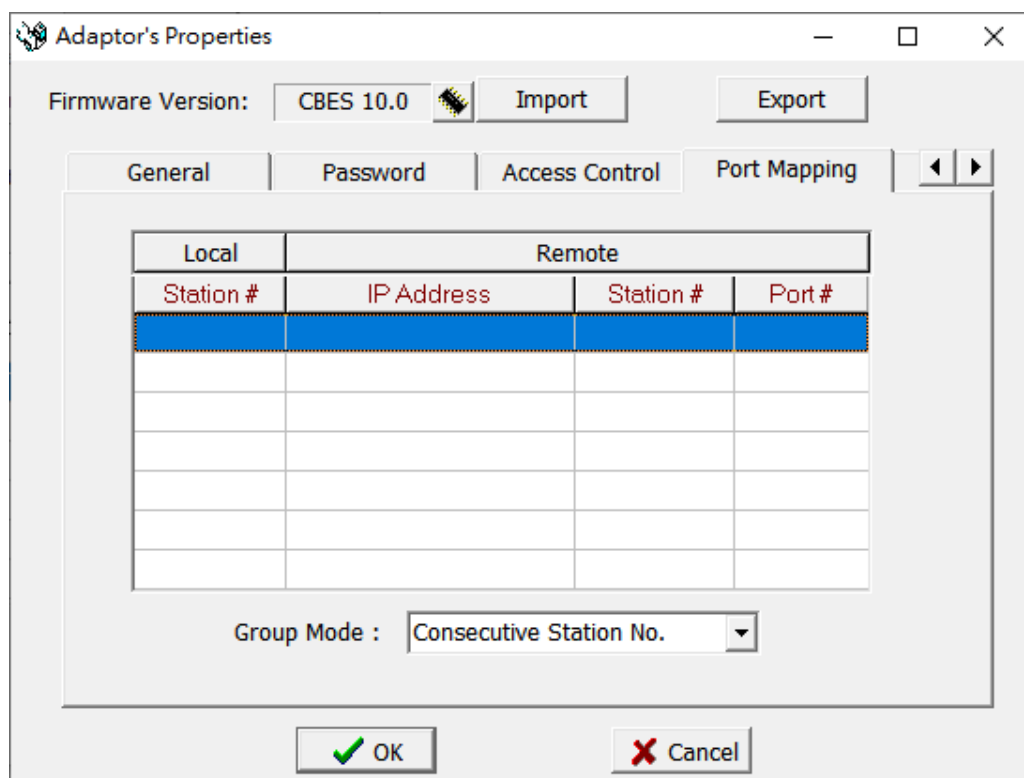 Adaptor's Properties
Firmware Version: CBES 10.0 Import Export
General Password Access Control Port Mapping
Local Remote
Station # IP Address Station # Port #
Group Mode : Consecutive Station No.
OK Cancel